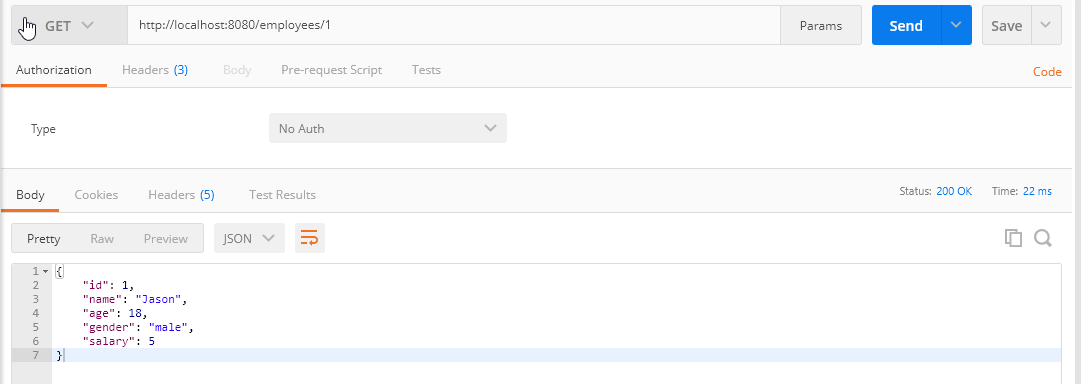 GET http://localhost:8080/employees/1 Params Send Save
Authorization Headers (3) Body Pre-request Script Tests Code
Type No Auth
Body Cookies Headers (5) Test Results Status: 200 OK Time: 22 ms
Pretty Raw Preview JSON
1 {
2 "id": 1,
3 "name": "Jason",
4 "age": 18,
5 "gender": "male",
6 "salary": 5
7 }